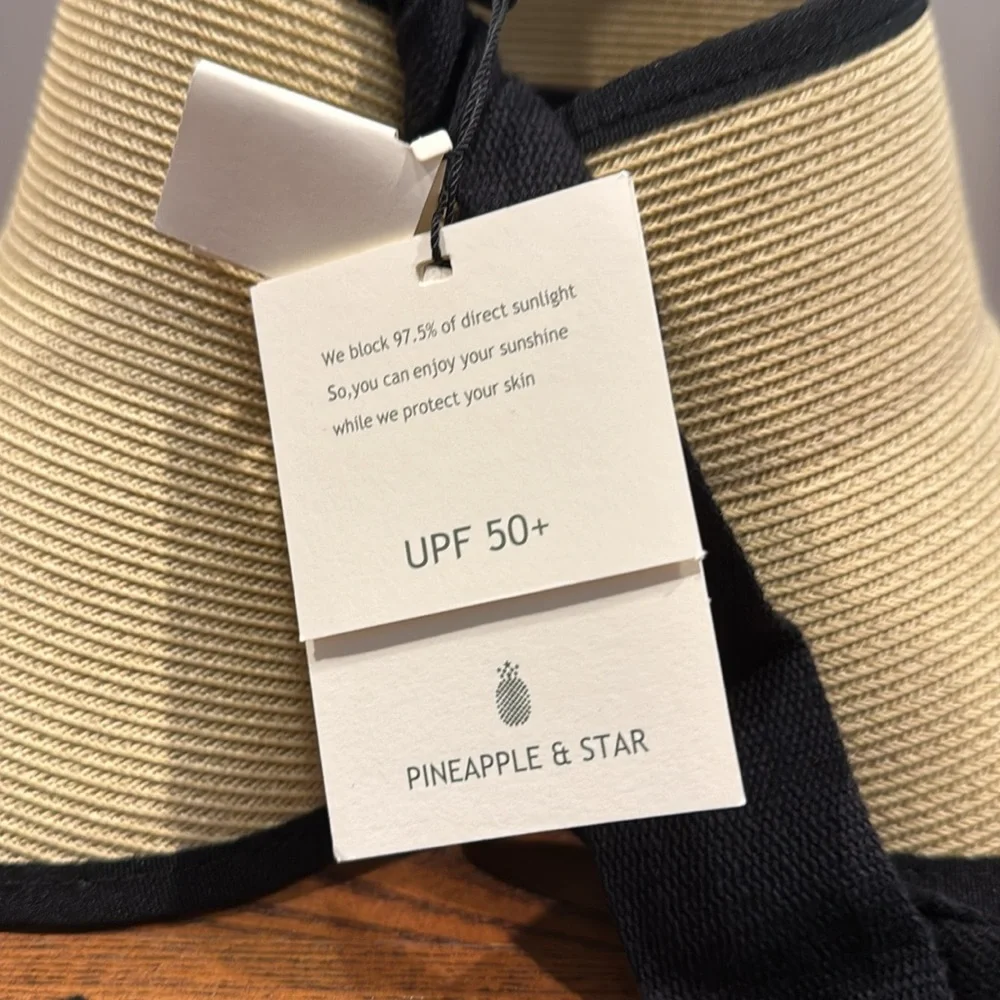 We block 97.5% of direct sunlight
So,you can enjoy your sunshine
while we protect your skin
UPF 50+
PINEAPPLE & STAR